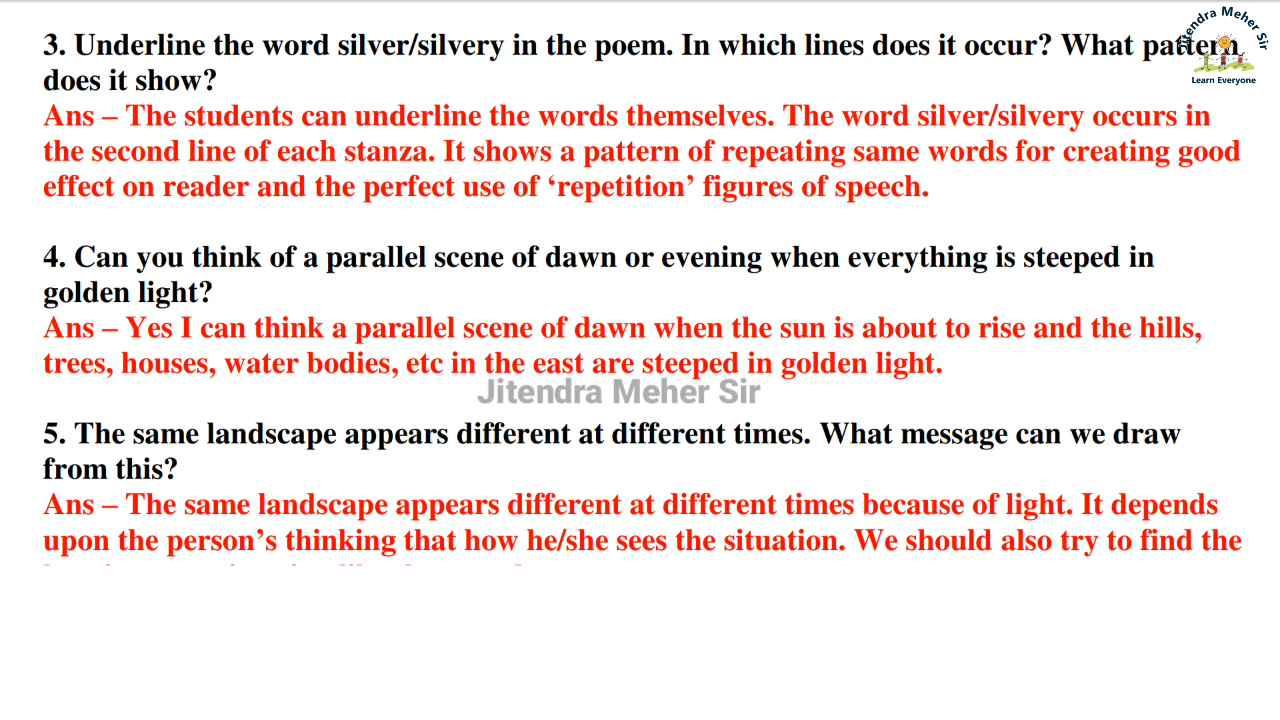 Jitendra Meher Sir
Learn Everyone
3. Underline the word silver/silvery in the poem. In which lines does it occur? What pattern
does it show?
Ans – The students can underline the words themselves. The word silver/silvery occurs in
the second line of each stanza. It shows a pattern of repeating same words for creating good
effect on reader and the perfect use of ‘repetition’ figures of speech.
4. Can you think of a parallel scene of dawn or evening when everything is steeped in
golden light?
Ans – Yes I can think a parallel scene of dawn when the sun is about to rise and the hills,
trees, houses, water bodies, etc in the east are steeped in golden light.
Jitendra Meher Sir
5. The same landscape appears different at different times. What message can we draw
from this?
Ans – The same landscape appears different at different times because of light. It depends
upon the person’s thinking that how he/she sees the situation. We should also try to find the